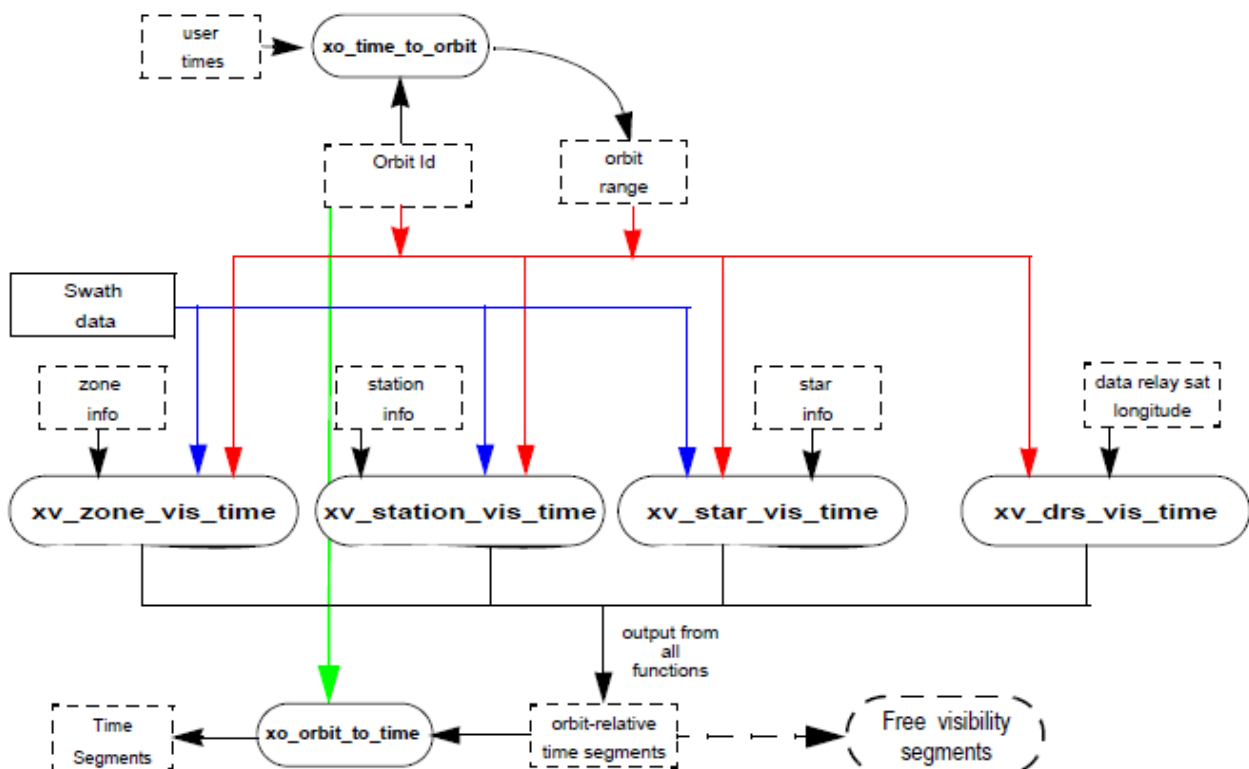 user
times
xo_time_to_orbit
Orbit Id
orbit
range
Swath
data
zone
info
station
info
star
info
data relay sat
longitude
xv_zone_vis_time
xv_station_vis_time
xv_star_vis_time
xv_drs_vis_time
output from
all
functions
Time
Segments
xo_orbit_to_time
orbit-relative
time segments
Free visibility
segments